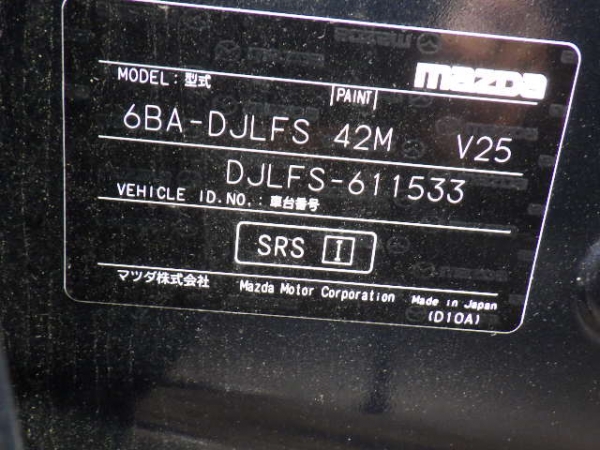 mazda
MODEL : 型式
PAINT
6BA-DJLFS 42M V25
DJLFS-611533
VEHICLE ID.NO. : 車台番号
SRS I
マツダ株式会社 Mazda Motor Corporation Made in Japan
(D10A)